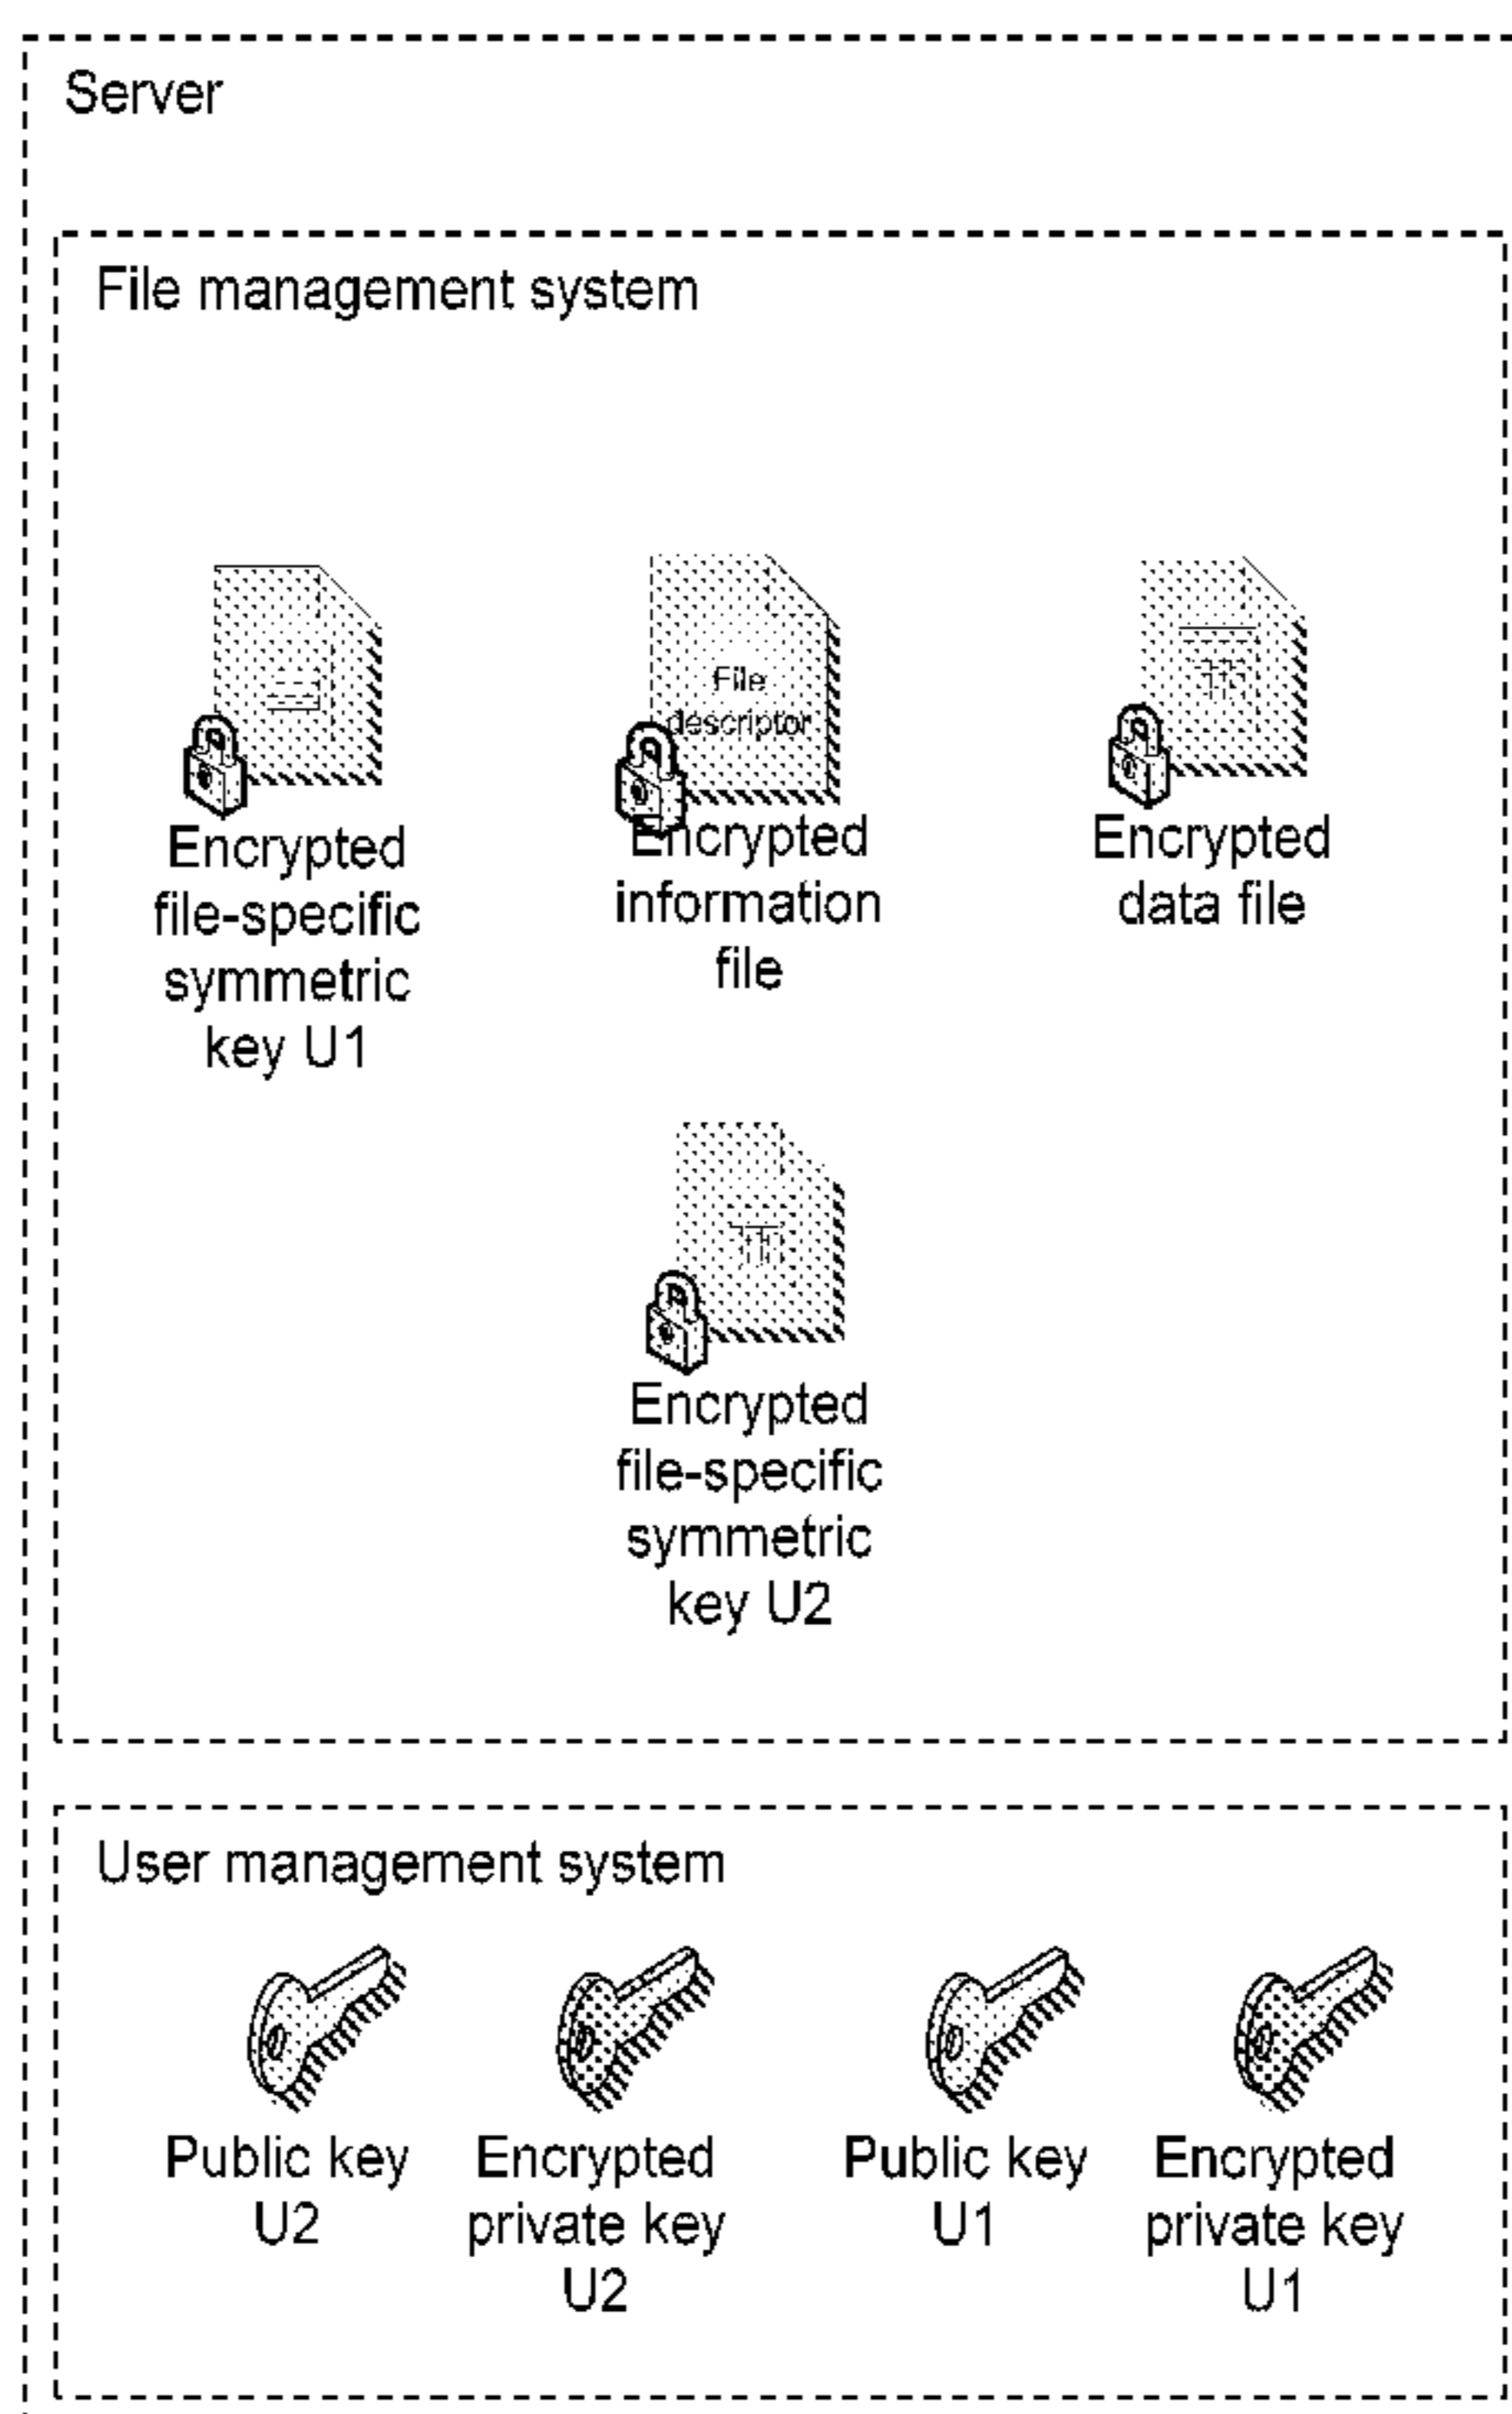 Server
File management system
File
descriptor
Encrypted
file-specific
symmetric
key U1
Encrypted
information
file
Encrypted
data file
Encrypted
file-specific
symmetric
key U2
User management system
Public key
U2
Encrypted
private key
U2
Public key
U1
Encrypted
private key
U1